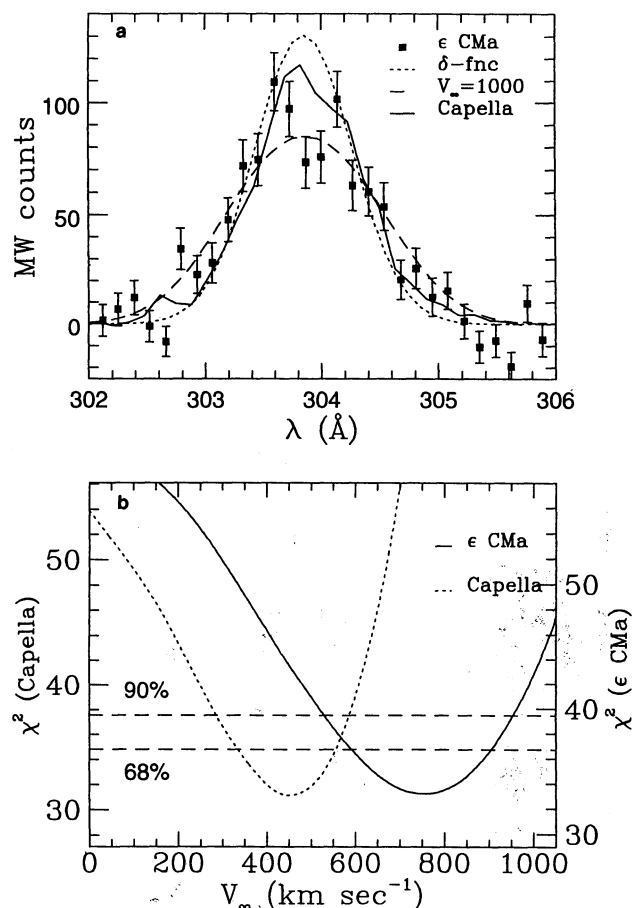 a
ε CMa
δ-fnc
V∞=1000
Capella
100
50
0
MW counts
302 303 304 305 306
λ (Å)
b
ε CMa
Capella
50
40
30
χ² (Capella)
90%
68%
50
40
30
χ² (ε CMa)
0 200 400 600 800 1000
V∞ (km sec⁻¹)